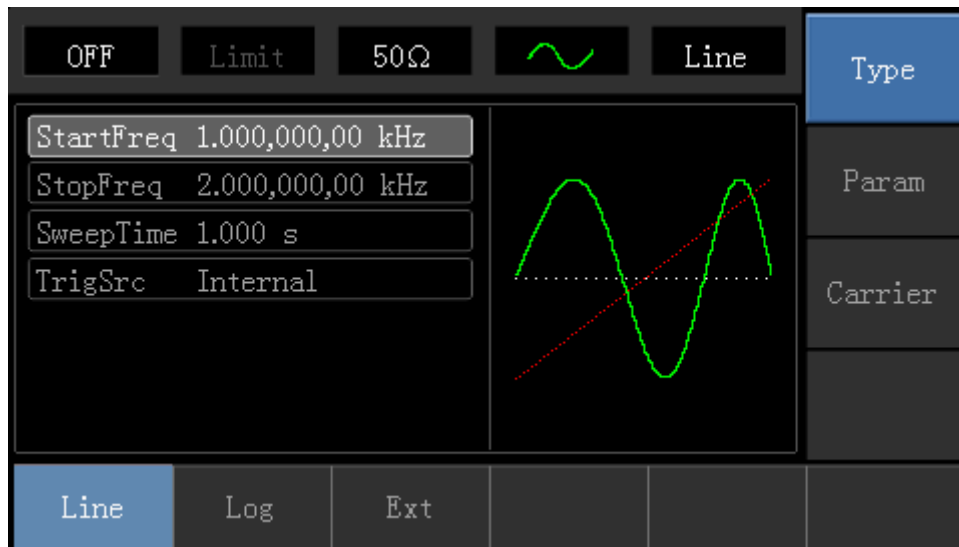 OFF Limit 50Ω Line
Type
StartFreq 1.000,000,00 kHz
StopFreq 2.000,000,00 kHz
SweepTime 1.000 s
TrigSrc Internal
Param
Carrier
Line Log Ext